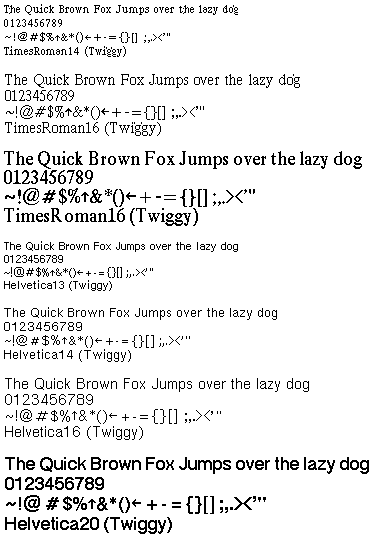 The Quick Brown Fox Jumps over the lazy dog
0123456789
~!@#$%↑&*()←+-={}[] ;,.><'"
TimesRoman14 (Twiggy)
The Quick Brown Fox Jumps over the lazy dog
0123456789
~!@#$%↑&*()←+-={}[] ;,.><'"
TimesRoman16 (Twiggy)
The Quick Brown Fox Jumps over the lazy dog
0123456789
~!@#$%↑&*()←+-={}[] ;,.><'"
TimesRoman16 (Twiggy)
The Quick Brown Fox Jumps over the lazy dog
0123456789
~!@#$%↑&*()←+-={}[] ;,.><'"
Helvetica13 (Twiggy)
The Quick Brown Fox Jumps over the lazy dog
0123456789
~!@#$%↑&*()←+-={}[] ;,.><'"
Helvetica14 (Twiggy)
The Quick Brown Fox Jumps over the lazy dog
0123456789
~!@#$%↑&*()←+-={}[] ;,.><'"
Helvetica16 (Twiggy)
The Quick Brown Fox Jumps over the lazy dog
0123456789
~!@#$%↑&*()←+-={}[] ;,.><'"
Helvetica20 (Twiggy)